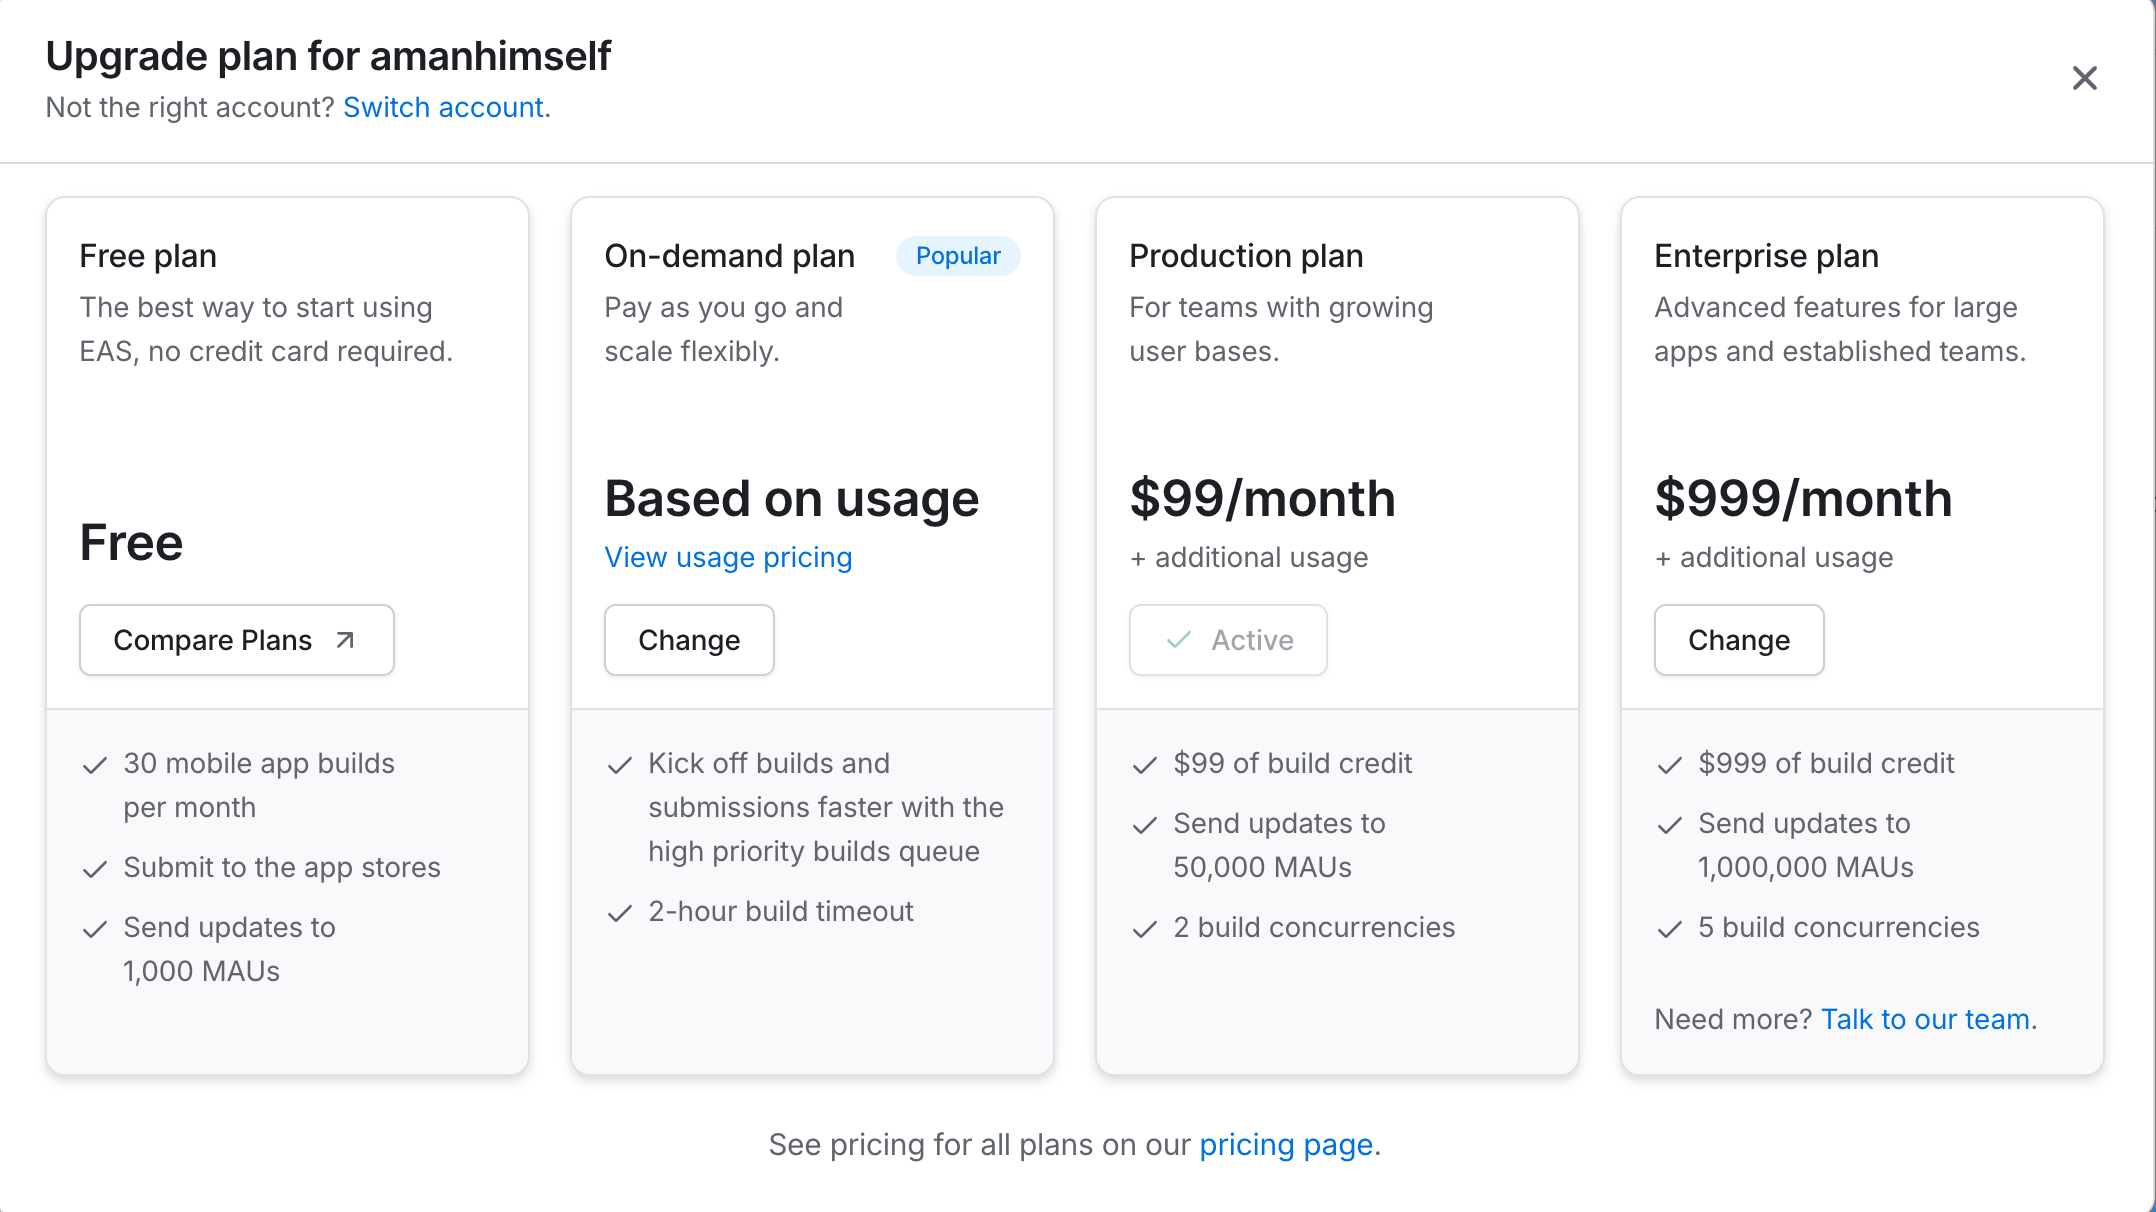 Upgrade plan for amanhimself
Not the right account? Switch account.
Free plan
The best way to start using
EAS, no credit card required.
Free
Compare Plans
30 mobile app builds
per month
Submit to the app stores
Send updates to
1,000 MAUs
On-demand plan
Popular
Pay as you go and
scale flexibly.
Based on usage
View usage pricing
Change
Kick off builds and
submissions faster with the
high priority builds queue
2-hour build timeout
Production plan
For teams with growing
user bases.
$99/month
+ additional usage
Active
$99 of build credit
Send updates to
50,000 MAUs
2 build concurrencies
Enterprise plan
Advanced features for large
apps and established teams.
$999/month
+ additional usage
Change
$999 of build credit
Send updates to
1,000,000 MAUs
5 build concurrencies
Need more? Talk to our team.
See pricing for all plans on our pricing page.